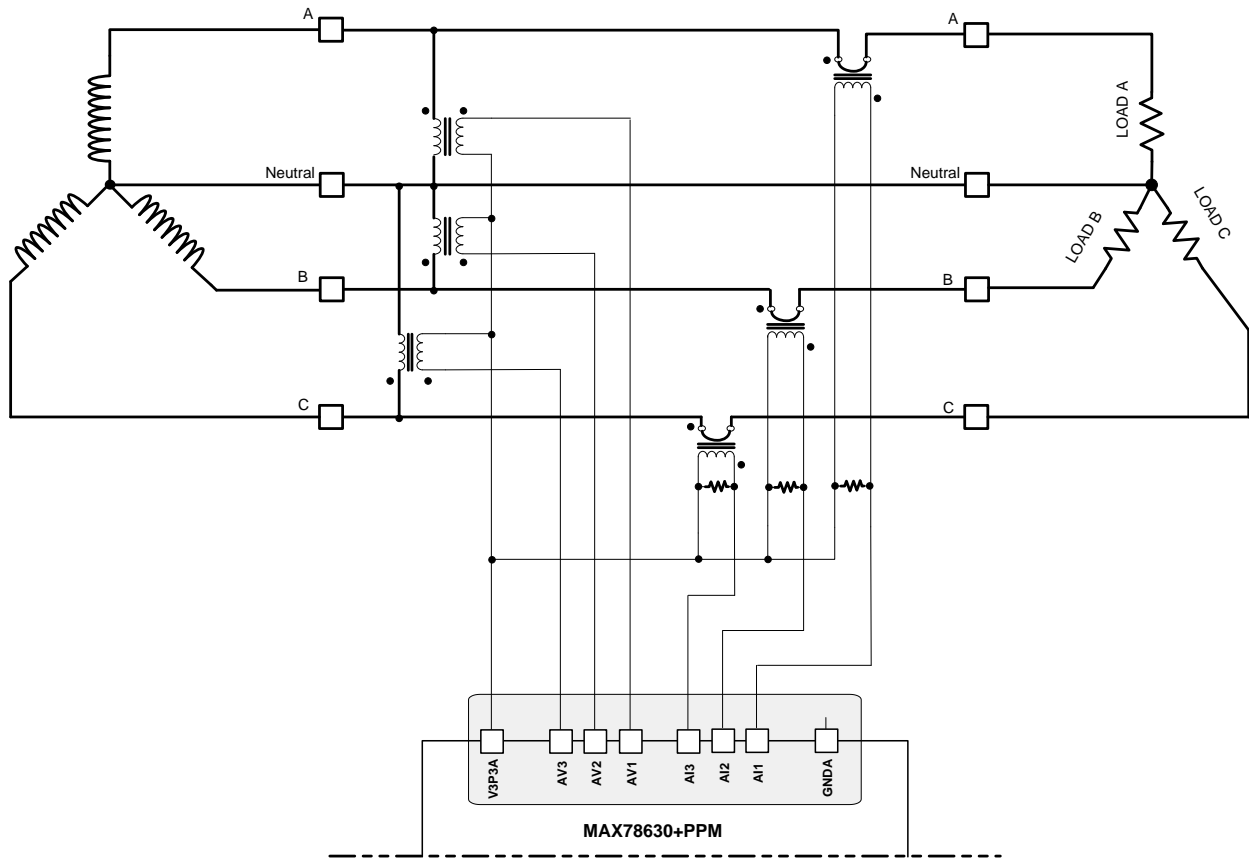 A
A
LOAD A
Neutral
Neutral
LOAD B
LOAD C
B
B
C
C
V3P3A
AV3
AV2
AV1
AI3
AI2
AI1
GNDA
MAX78630+PPM